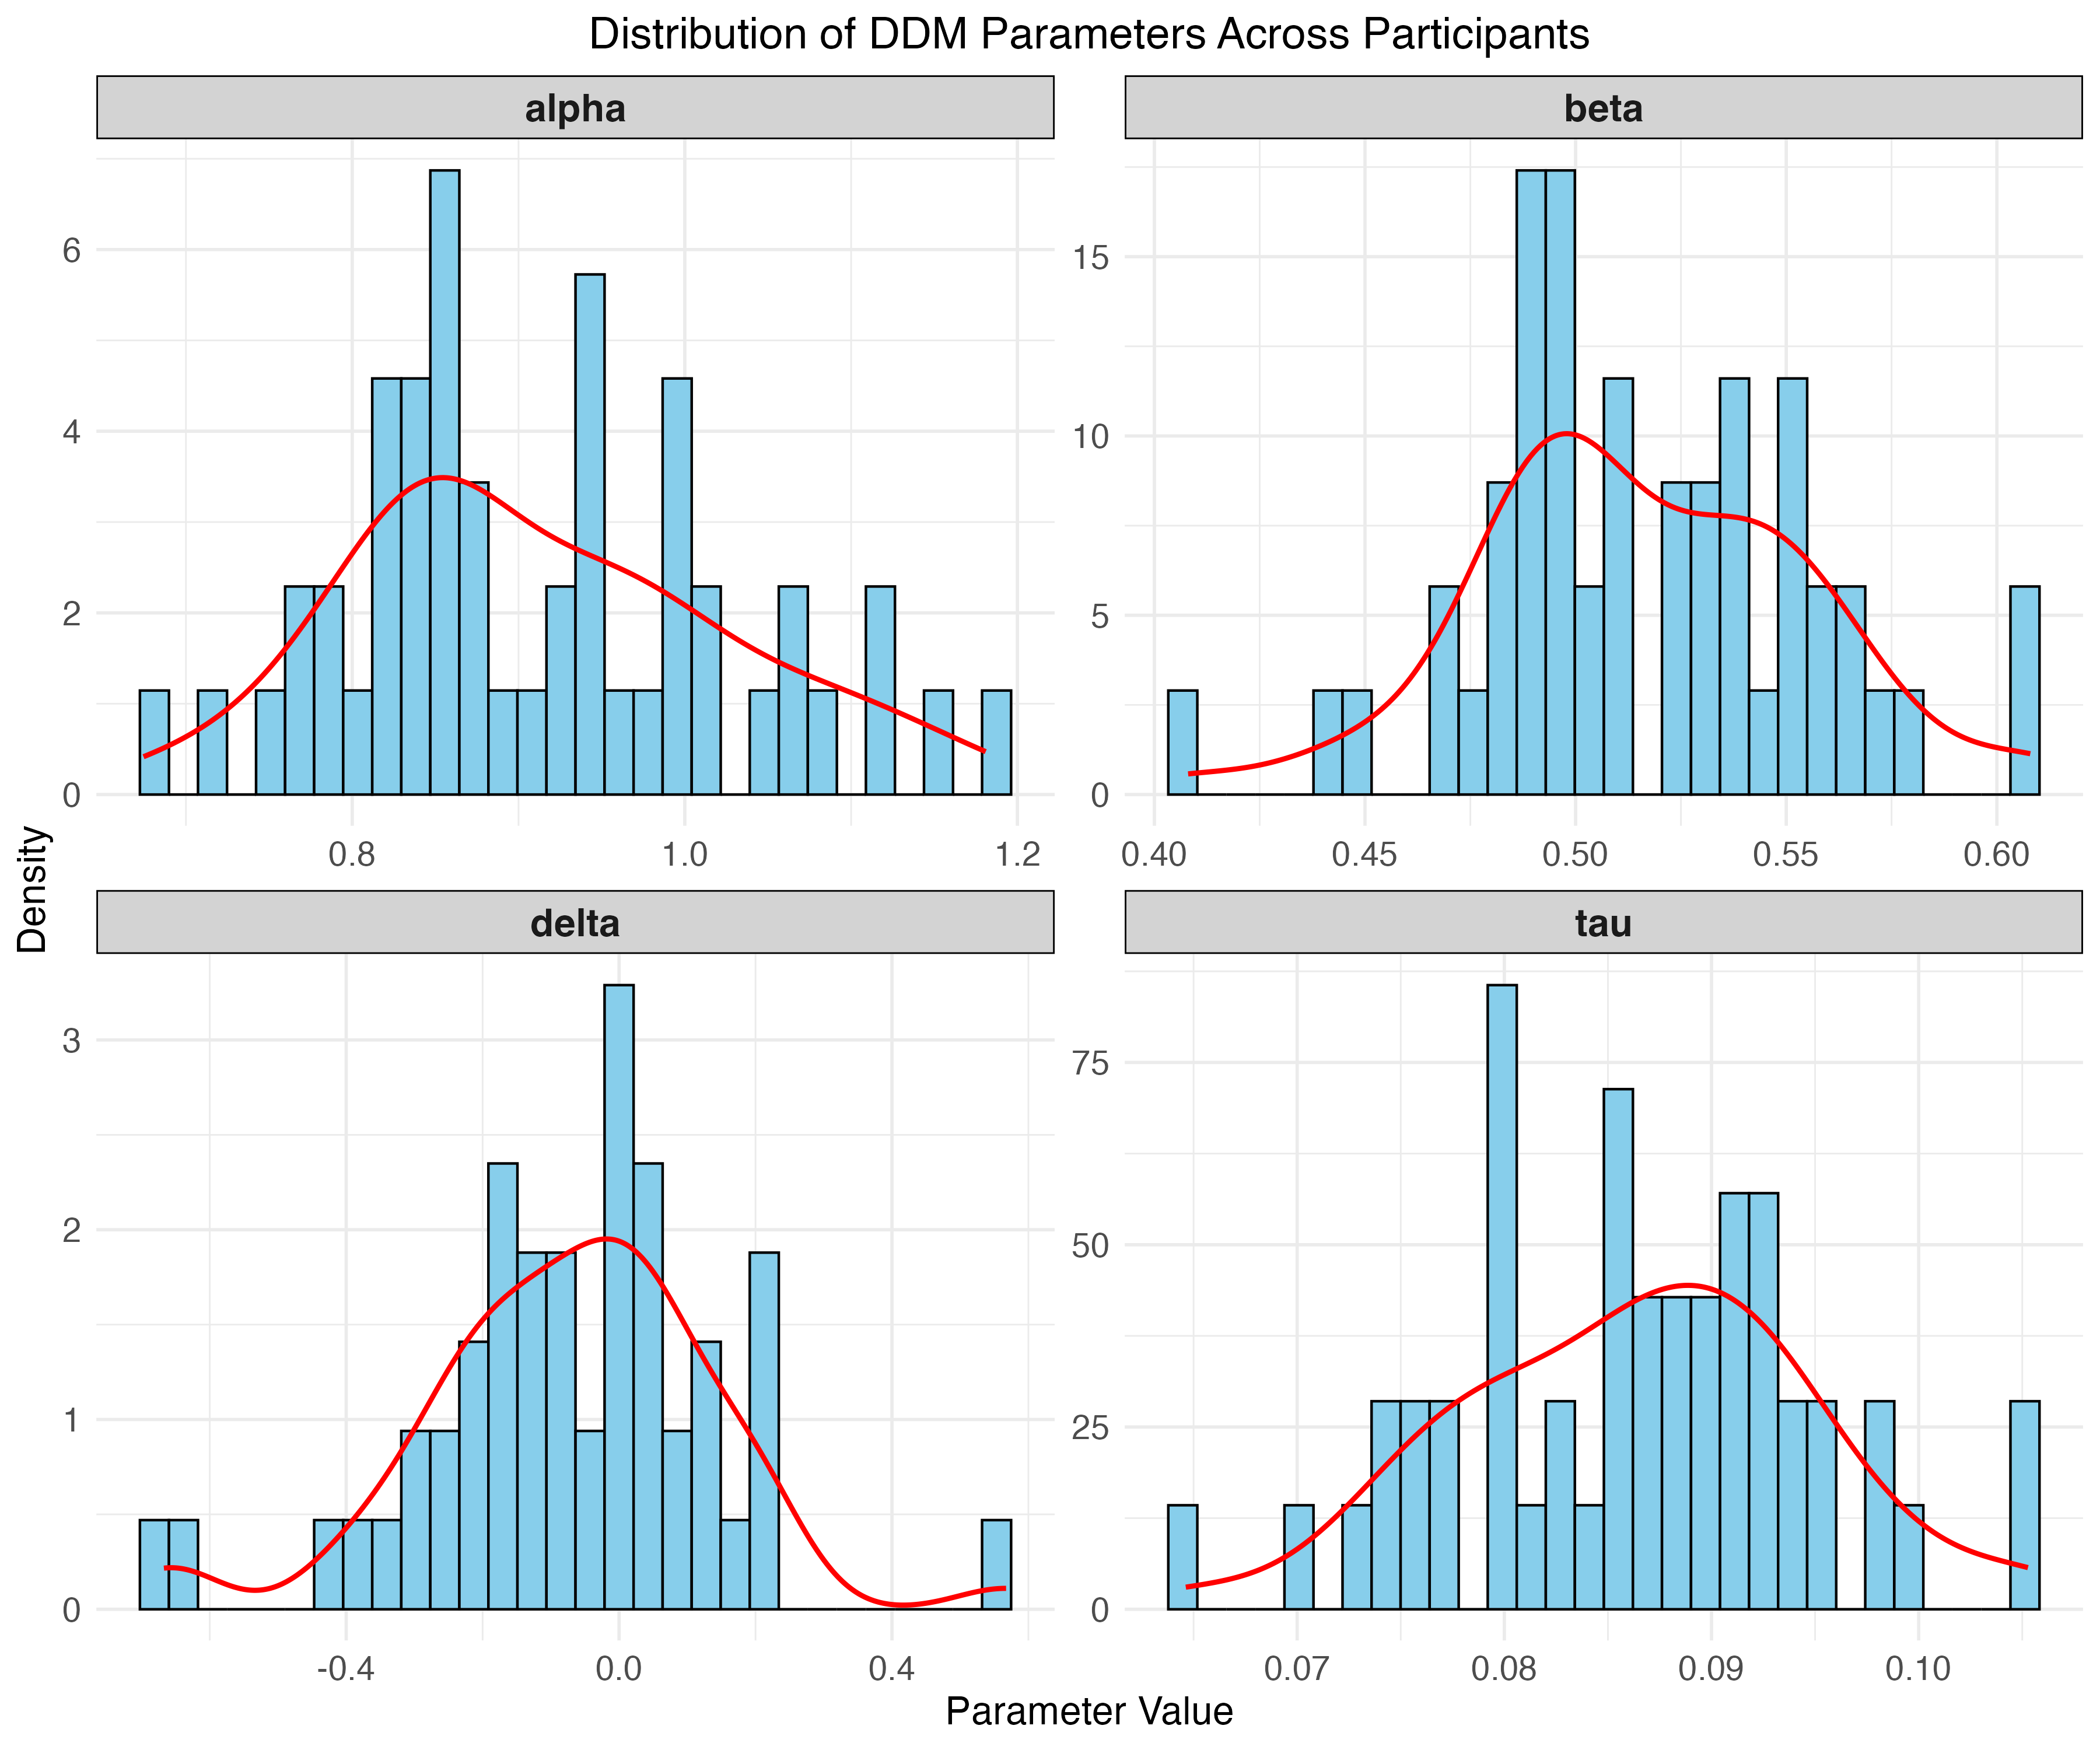 Distribution of DDM Parameters Across Participants
alpha
beta
6
4
2
0
0.8 1.0 1.2
15
10
5
0
0.40 0.45 0.50 0.55 0.60
Density
delta
tau
3
2
1
0
-0.4 0.0 0.4
75
50
25
0
0.07 0.08 0.09 0.10
Parameter Value